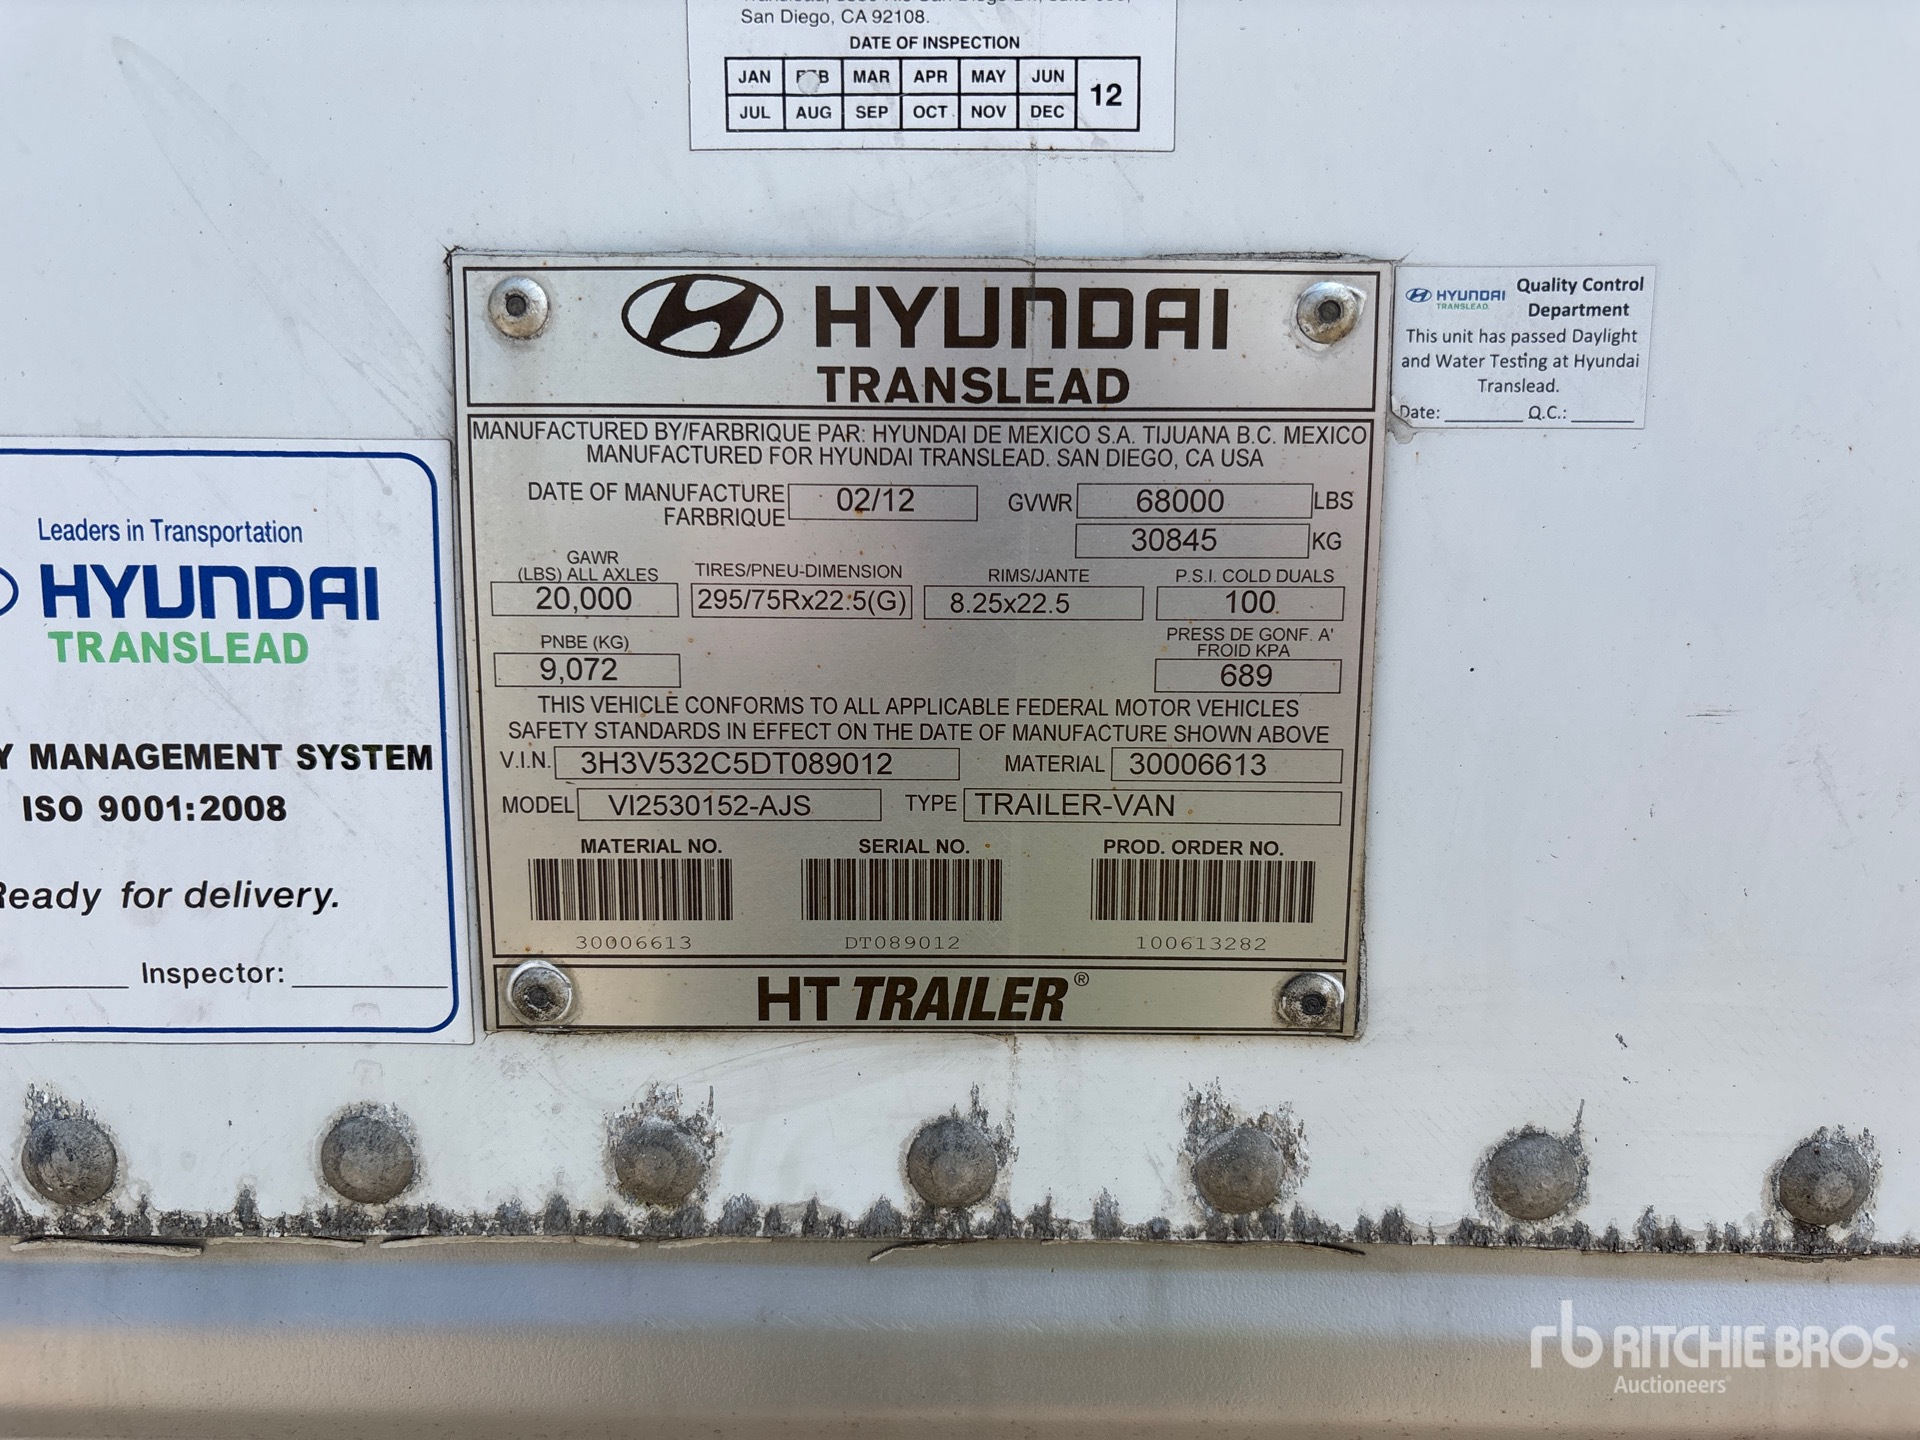 San Diego, CA 92108.
DATE OF INSPECTION
JAN FEB MAR APR MAY JUN 12
JUL AUG SEP OCT NOV DEC
HYUNDAI
TRANSLEAD
MANUFACTURED BY/FARBRIQUE PAR: HYUNDAI DE MEXICO S.A. TIJUANA B.C. MEXICO
MANUFACTURED FOR HYUNDAI TRANSLEAD. SAN DIEGO, CA USA
DATE OF MANUFACTURE 02/12 GVWR 68000 LBS
FARBRIQUE
30845 KG
GAWR
(LBS) ALL AXLES TIRES/PNEU-DIMENSION RIMS/JANTE P.S.I. COLD DUALS
20,000 295/75Rx22.5(G) 8.25x22.5 100
PNBE (KG) PRESS DE GONF. A'
FROID KPA
9,072 689
THIS VEHICLE CONFORMS TO ALL APPLICABLE FEDERAL MOTOR VEHICLES
SAFETY STANDARDS IN EFFECT ON THE DATE OF MANUFACTURE SHOWN ABOVE
V.I.N. 3H3V532C5DT089012 MATERIAL 30006613
MODEL VI2530152-AJS TYPE TRAILER-VAN
MATERIAL NO. SERIAL NO. PROD. ORDER NO.
30006613 DT089012 100613282
HT TRAILER®
HYUNDAI
TRANSLEAD
Quality Control
Department
This unit has passed Daylight
and Water Testing at Hyundai
Translead.
Date: Q.C.:
Leaders in Transportation
HYUNDAI
TRANSLEAD
Y MANAGEMENT SYSTEM
ISO 9001:2008
Ready for delivery.
Inspector:
rb RITCHIE BROS.
Auctioneers